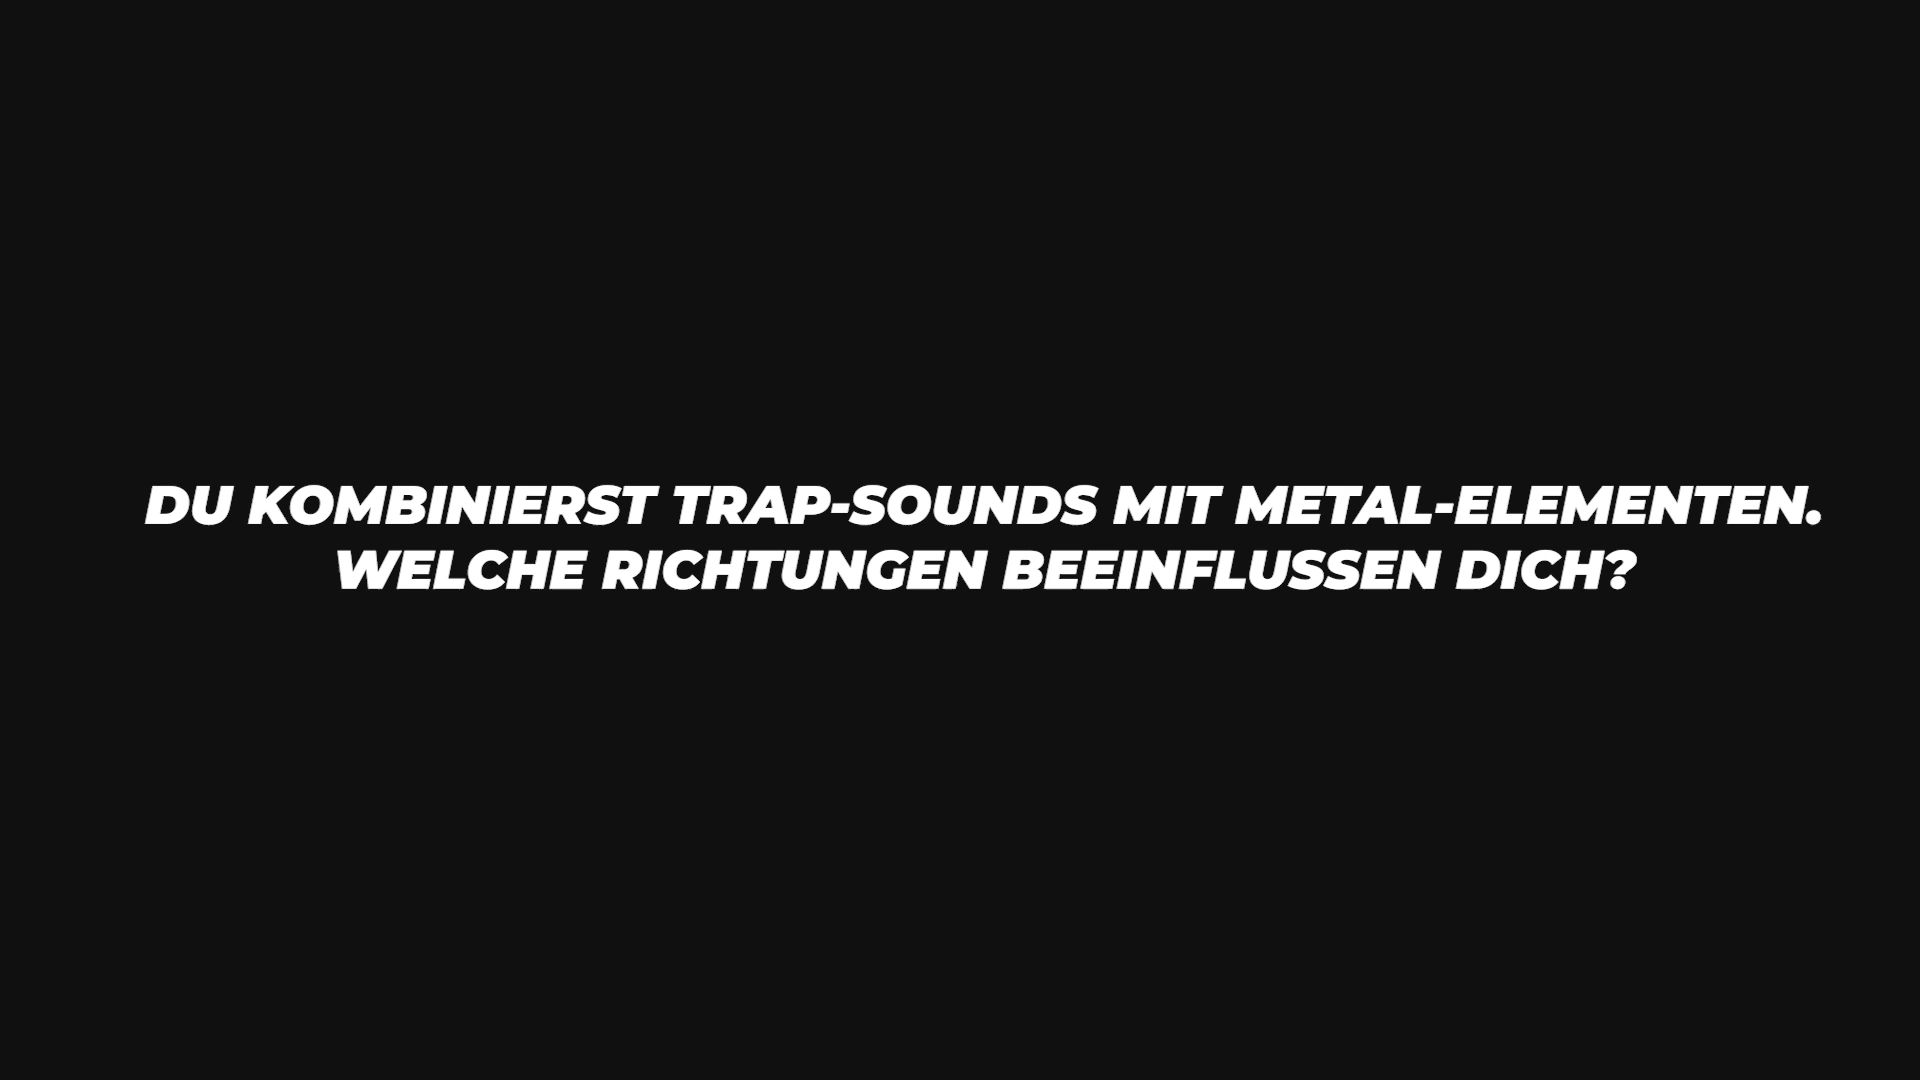 DU KOMBINIERST TRAP-SOUNDS MIT METAL-ELEMENTEN.
WELCHE RICHTUNGEN BEEINFLUSSEN DICH?